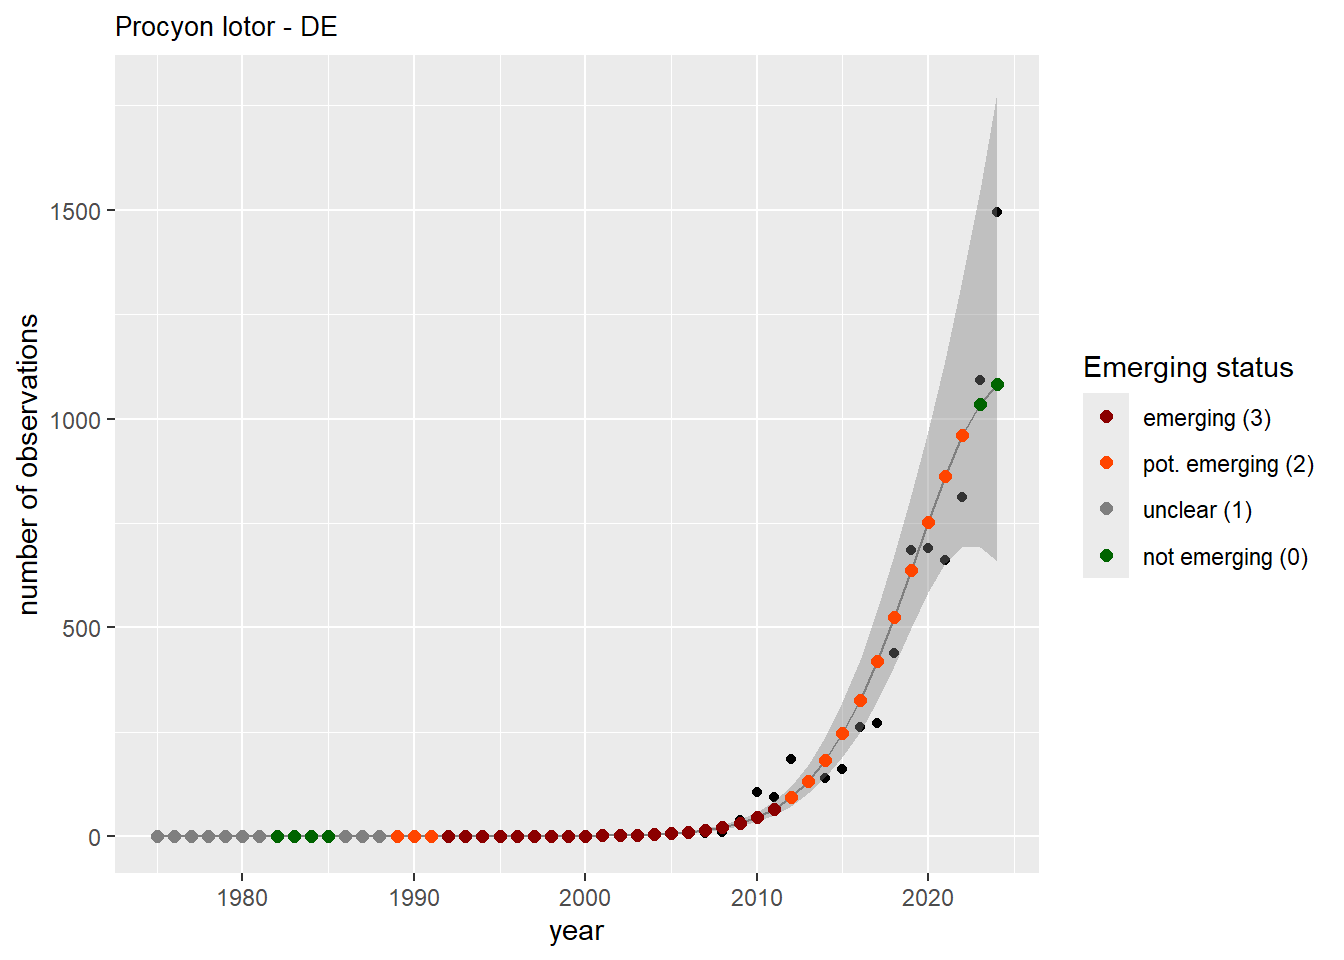 Procyon lotor - DE
number of observations
1500
1000
500
0
1980
1990
2000
2010
2020
year
Emerging status
emerging (3)
pot. emerging (2)
unclear (1)
not emerging (0)